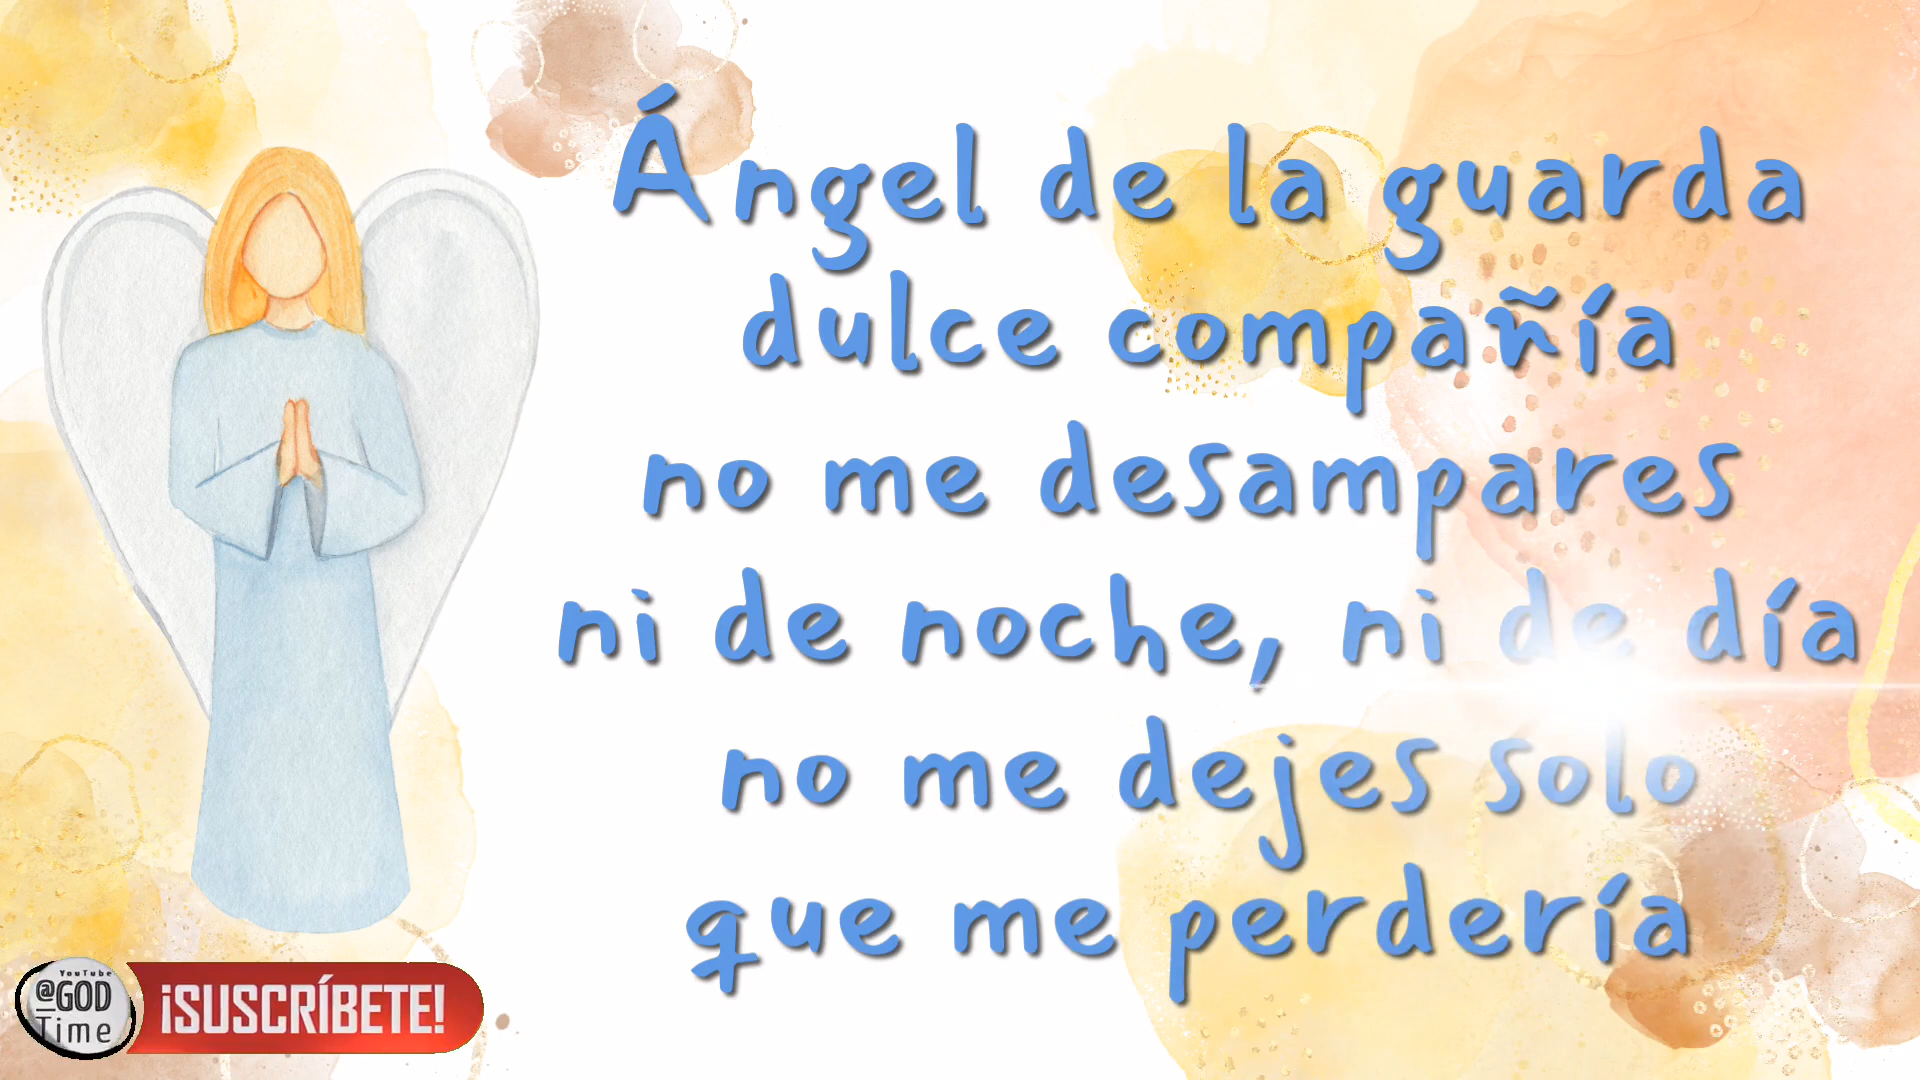 Ángel de la guarda
dulce compañía
no me desampares
ni de noche, ni de día
no me dejes solo
que me perdería
YouTube
@GOD
Time
¡SUSCRÍBETE!